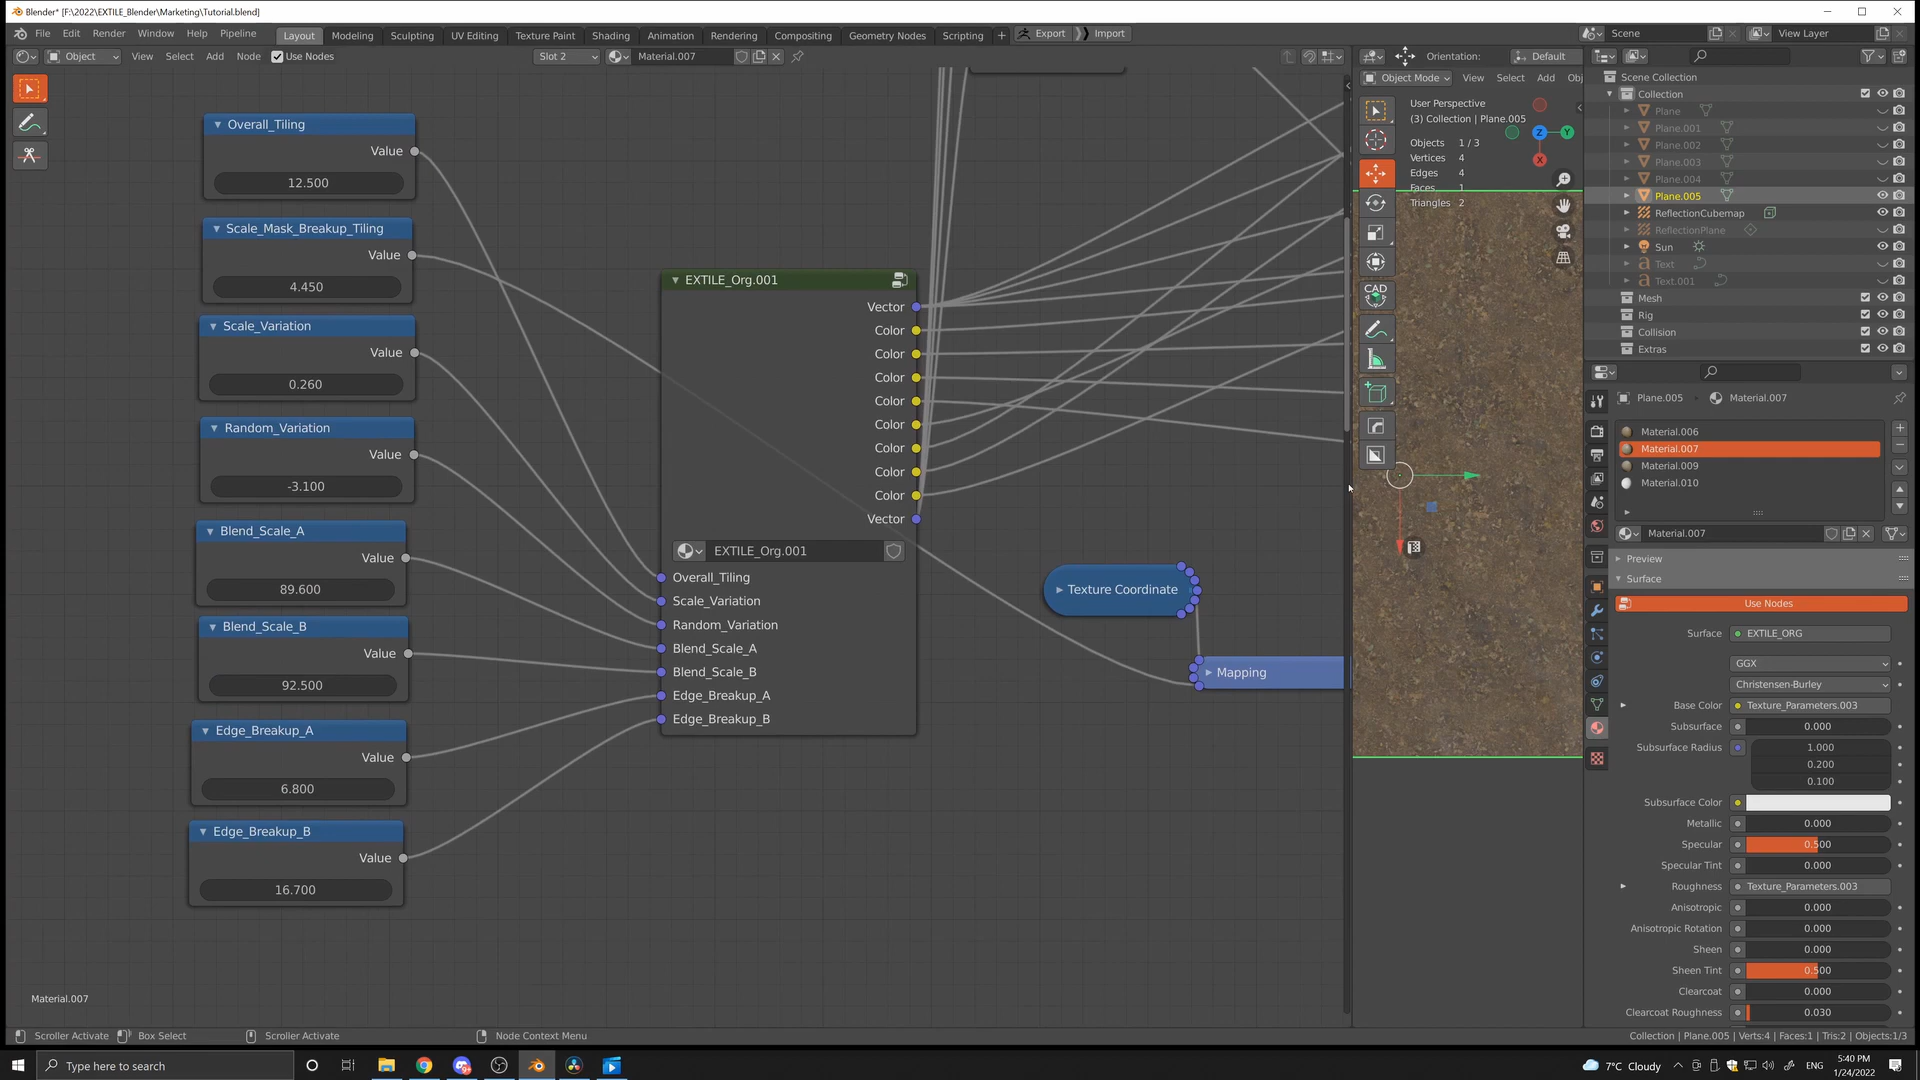 Blender* [F:\2022\EXTILE_Blender\Marketing\Tutorial.blend]
File Edit Render Window Help Pipeline Layout Modeling Sculpting UV Editing Texture Paint Shading Animation Rendering Compositing Geometry Nodes Scripting + Export Import Scene View Layer
Object View Select Add Node Use Nodes Slot 2 Material.007 Orientation: Default
Object Mode View Select Add Obj
User Perspective
(3) Collection | Plane.005
Objects 1 / 3
Vertices 4
Edges 4
Faces 1
Triangles 2
Z Y X
CAD
Overall_Tiling
Value
12.500
Scale_Mask_Breakup_Tiling
Value
4.450
Scale_Variation
Value
0.260
Random_Variation
Value
-3.100
Blend_Scale_A
Value
89.600
Blend_Scale_B
Value
92.500
Edge_Breakup_A
Value
6.800
Edge_Breakup_B
Value
16.700
EXTILE_Org.001
Vector
Color
Color
Color
Color
Color
Color
Color
Color
Vector
EXTILE_Org.001
Overall_Tiling
Scale_Variation
Random_Variation
Blend_Scale_A
Blend_Scale_B
Edge_Breakup_A
Edge_Breakup_B
Texture Coordinate
Mapping
Scene Collection
Collection
Plane
Plane.001
Plane.002
Plane.003
Plane.004
Plane.005
ReflectionCubemap
ReflectionPlane
Sun
Text
Text.001
Mesh
Rig
Collision
Extras
Plane.005 Material.007
Material.006
Material.007
Material.009
Material.010
Material.007
Preview
Surface
Use Nodes
Surface EXTILE_ORG
GGX
Christensen-Burley
Base Color Texture_Parameters.003
Subsurface 0.000
Subsurface Radius 1.000
0.200
0.100
Subsurface Color
Metallic 0.000
Specular 0.500
Specular Tint 0.000
Roughness Texture_Parameters.003
Anisotropic 0.000
Anisotropic Rotation 0.000
Sheen 0.000
Sheen Tint 0.500
Clearcoat 0.000
Clearcoat Roughness 0.030
Material.007
Scroller Activate Box Select Scroller Activate Node Context Menu Collection | Plane.005 | Verts:4 | Faces:1 | Tris:2 | Objects:1/3
Type here to search 7°C Cloudy ENG 5:40 PM
1/24/2022